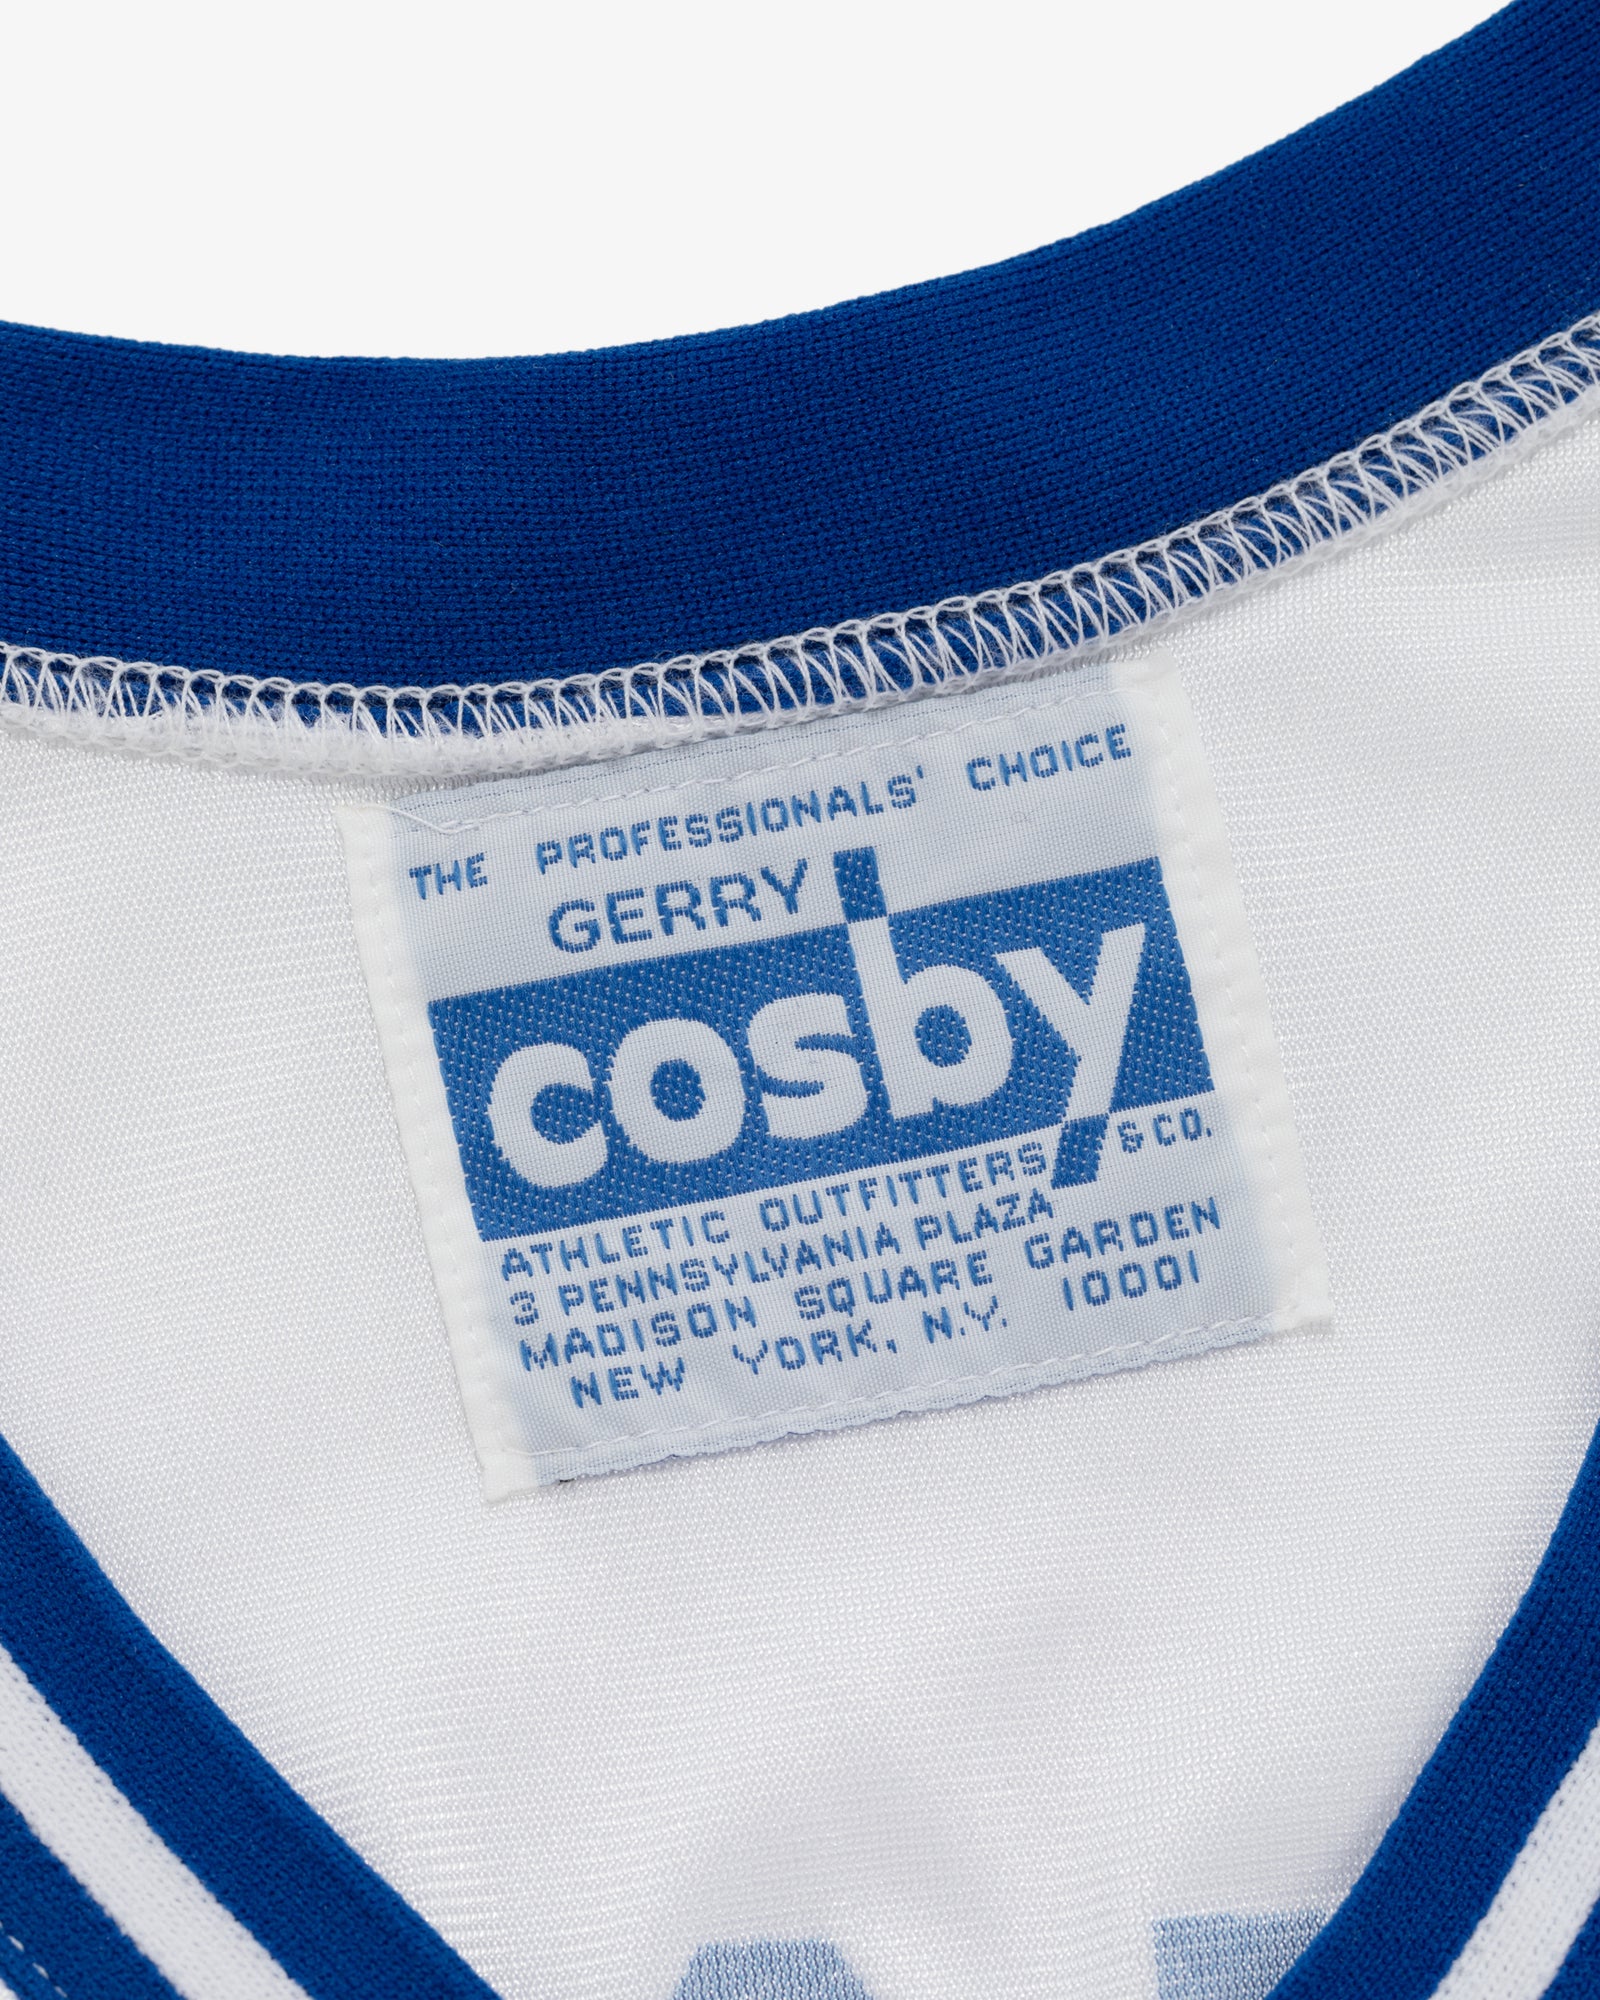 THE PROFESSIONALS' CHOICE
GERRY
cosby
& CO.
ATHLETIC OUTFITTERS
3 PENNSYLVANIA PLAZA
MADISON SQUARE GARDEN
NEW YORK, N.Y. 10001